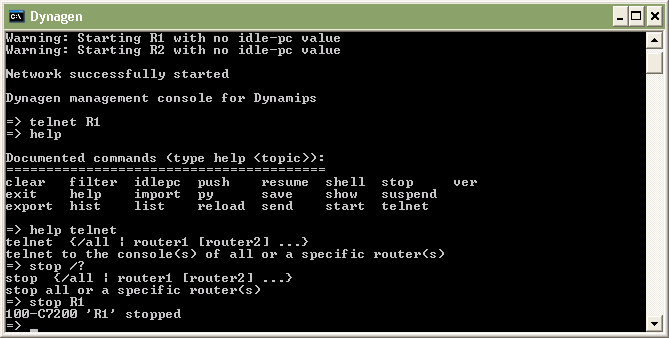 Dynagen
Warning: Starting R1 with no idle-pc value
Warning: Starting R2 with no idle-pc value
Network successfully started
Dynagen management console for Dynamips
=> telnet R1
=> help
Documented commands (type help <topic>):
========================================
clear filter idlepc push resume shell stop ver
exit help import py save show suspend
export hist list reload send start telnet
=> help telnet
telnet {/all | router1 [router2] ...}
telnet to the console(s) of all or a specific router(s)
=> stop /?
stop {/all | router1 [router2] ...}
stop all or a specific router(s)
=> stop R1
100-C7200 'R1' stopped
=> _